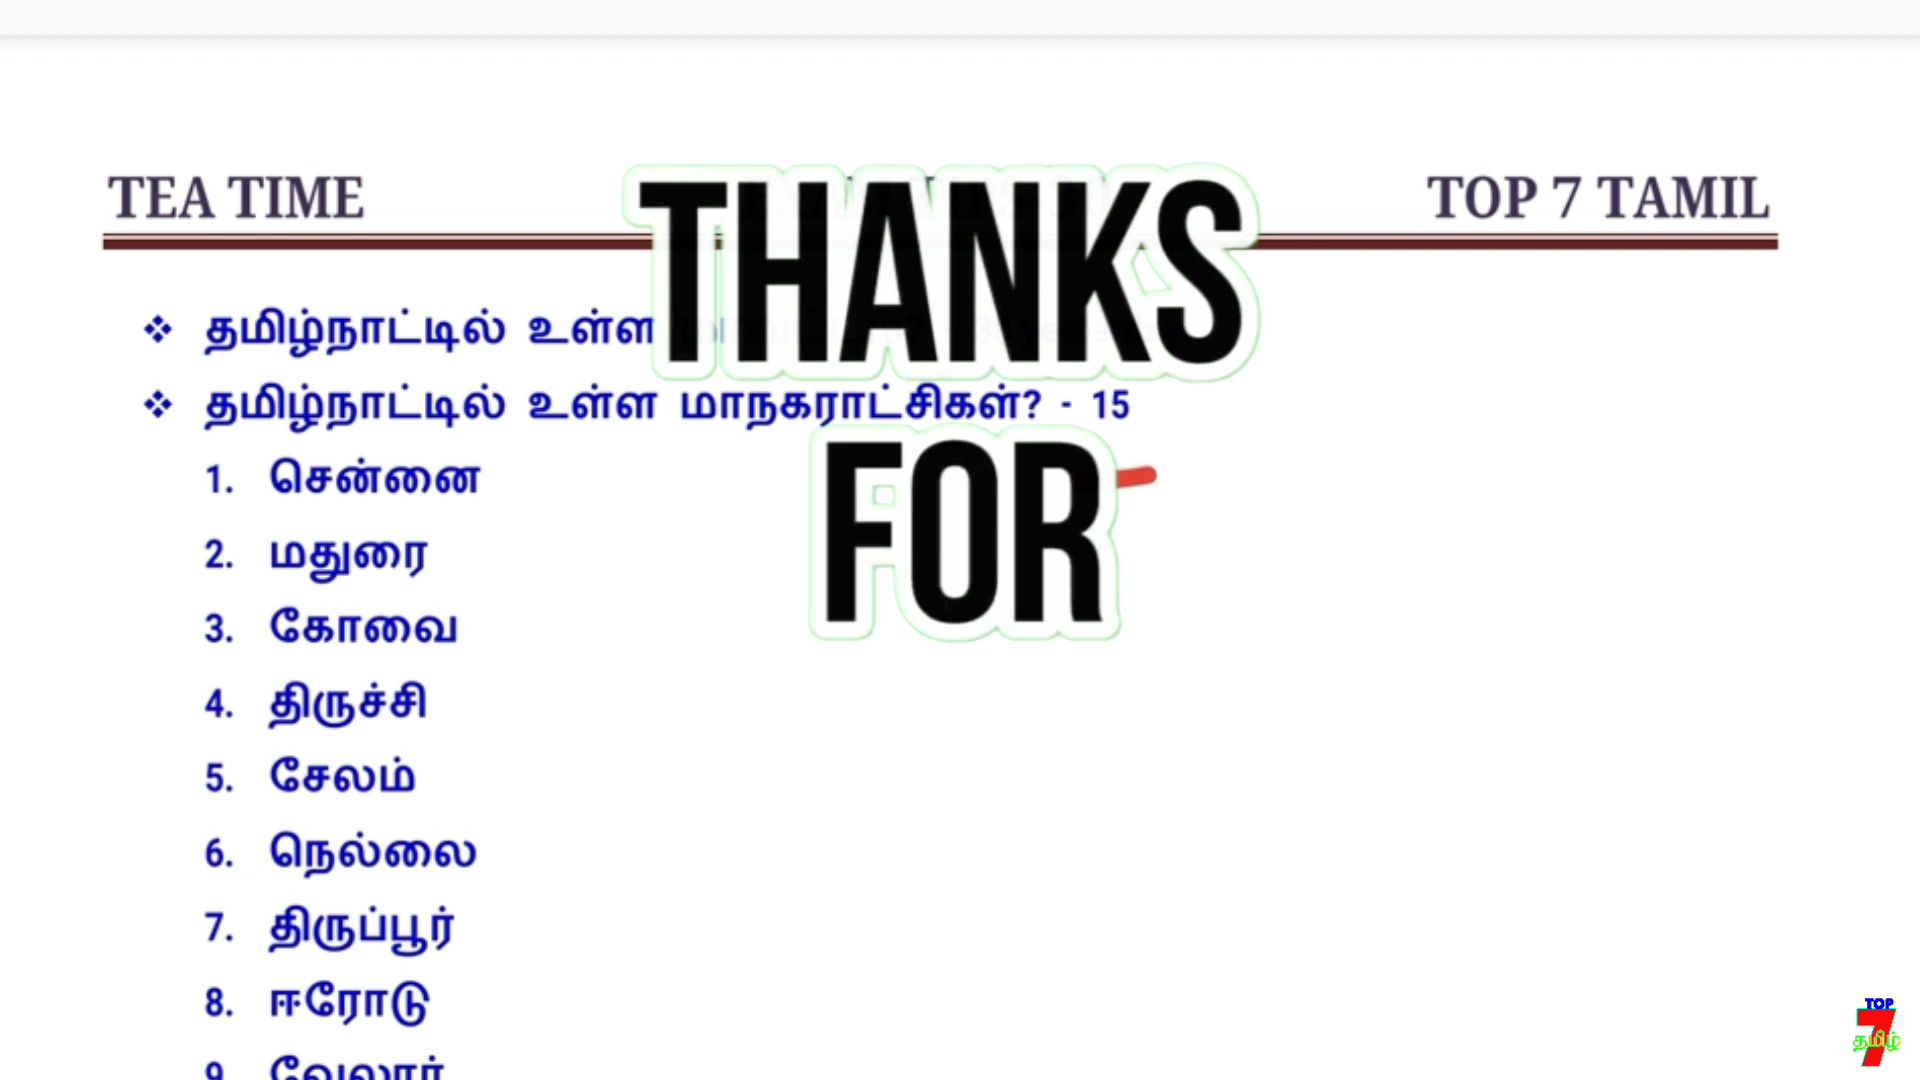 TEA TIME TOP 7 TAMIL
THANKS
❖ தமிழ்நாட்டில் உள்ள
❖ தமிழ்நாட்டில் உள்ள மாநகராட்சிகள்? - 15
FOR
1. சென்னை
2. மதுரை
3. கோவை
4. திருச்சி
5. சேலம்
6. நெல்லை
7. திருப்பூர்
8. ஈரோடு
9. வேலூர்
TOP
7
தமிழ்